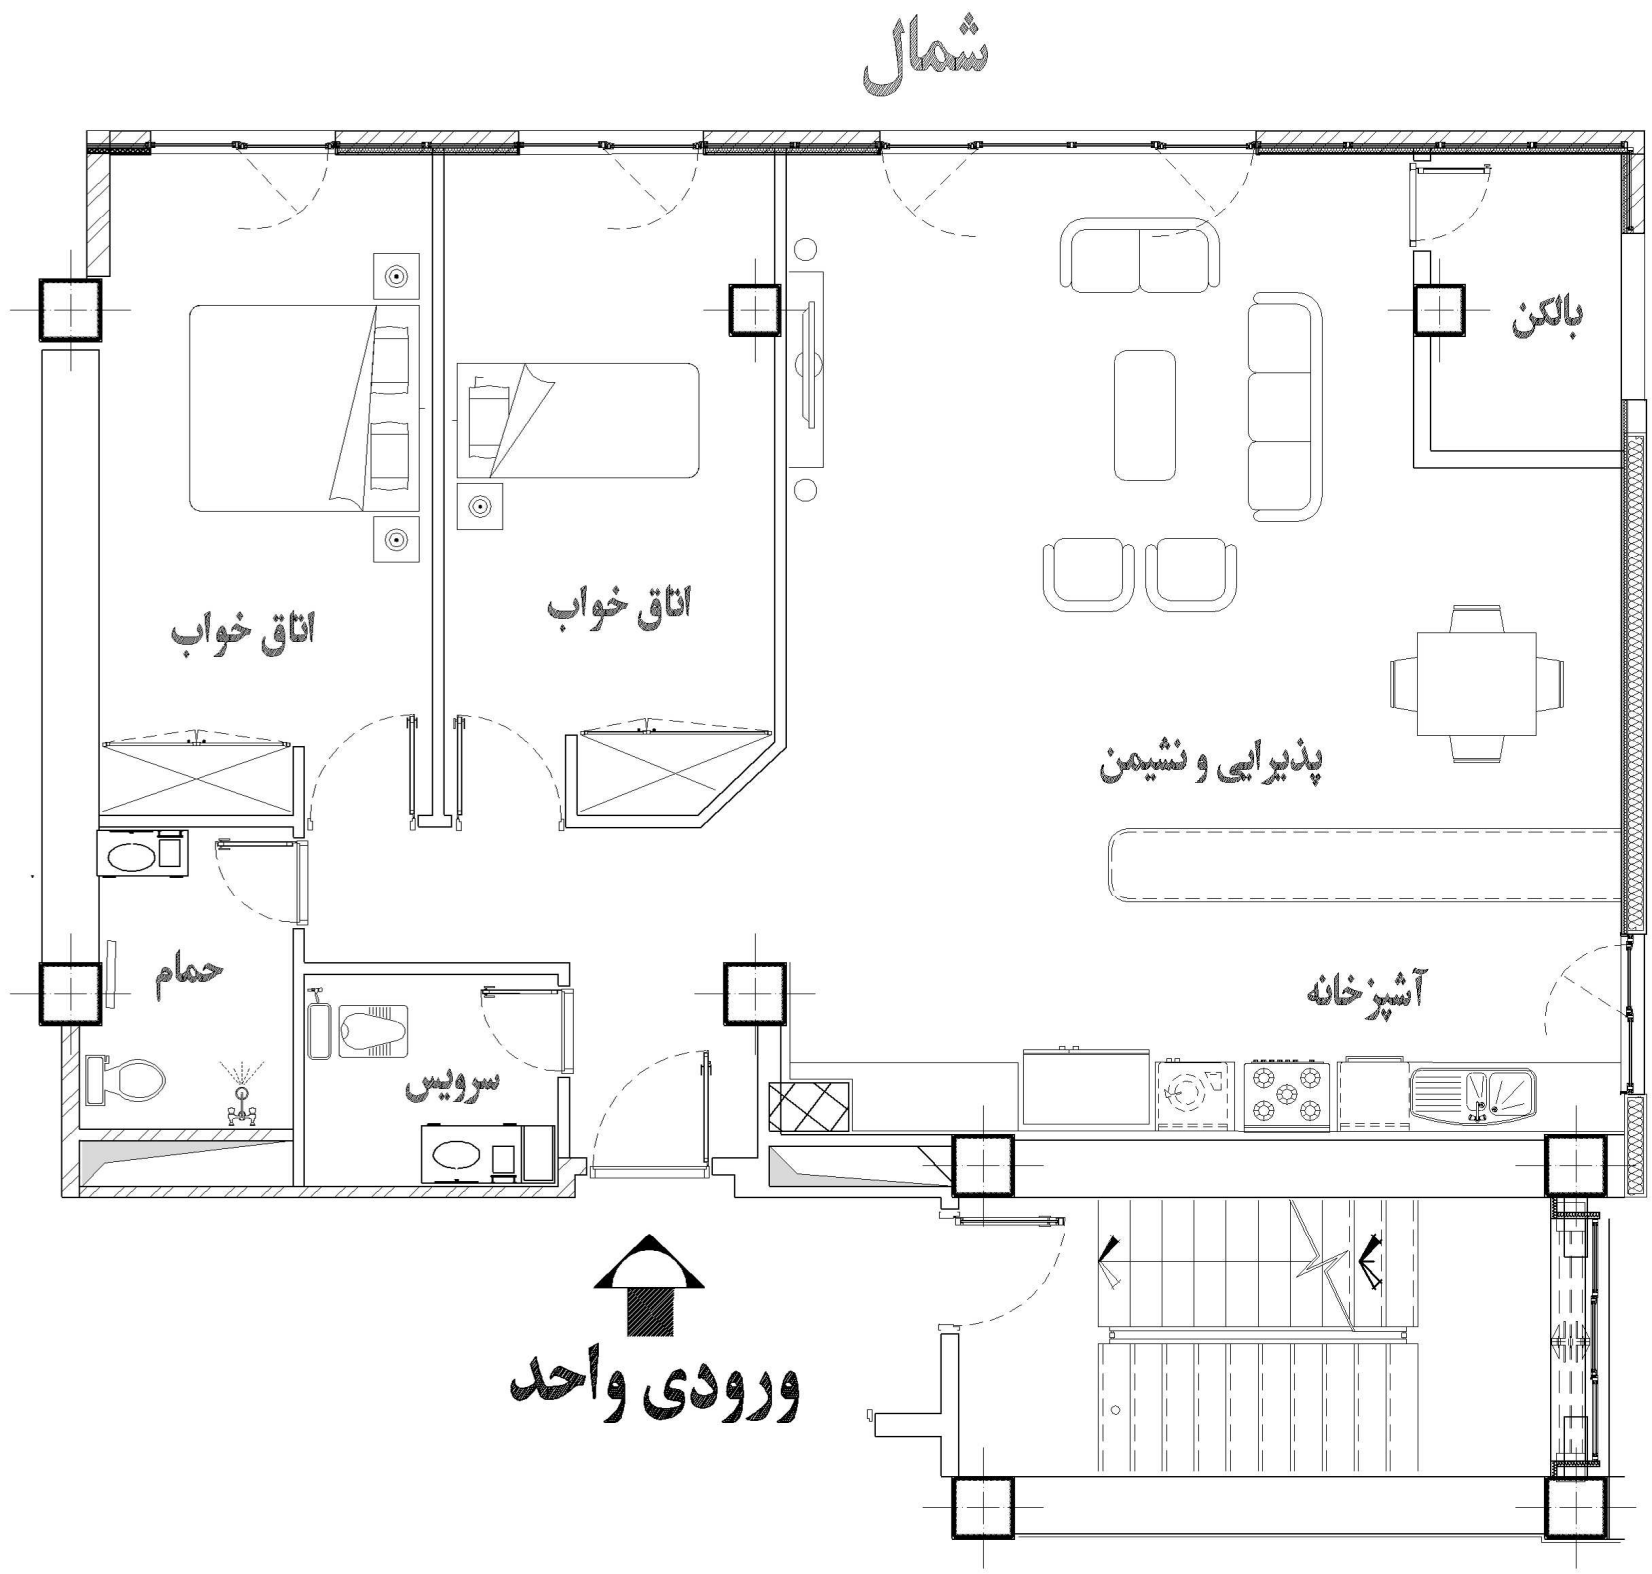 شمال
بالکن
اتاق خواب
اتاق خواب
پذیرایی و نشیمن
حمام
آشپزخانه
سرویس
ورودی واحد